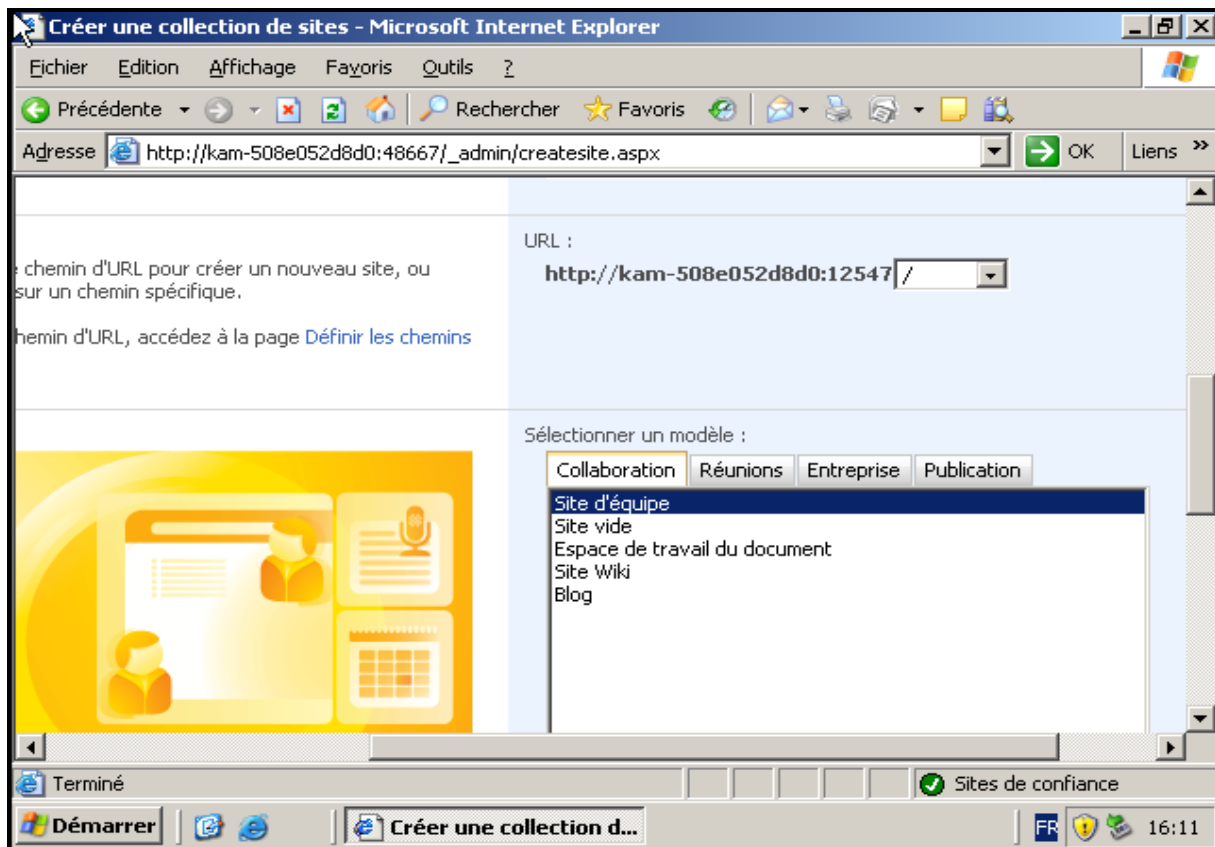 Créer une collection de sites - Microsoft Internet Explorer
Fichier Edition Affichage Favoris Outils ?
Précédente Rechercher Favoris
Adresse http://kam-508e052d8d0:48667/_admin/createsite.aspx OK Liens »
URL :
chemin d'URL pour créer un nouveau site, ou
http://kam-508e052d8d0:12547 /
sur un chemin spécifique.
hemin d'URL, accédez à la page Définir les chemins
Sélectionner un modèle :
Collaboration Réunions Entreprise Publication
Site d'équipe
Site vide
Espace de travail du document
Site Wiki
Blog
Terminé Sites de confiance
Démarrer Créer une collection d... FR 16:11